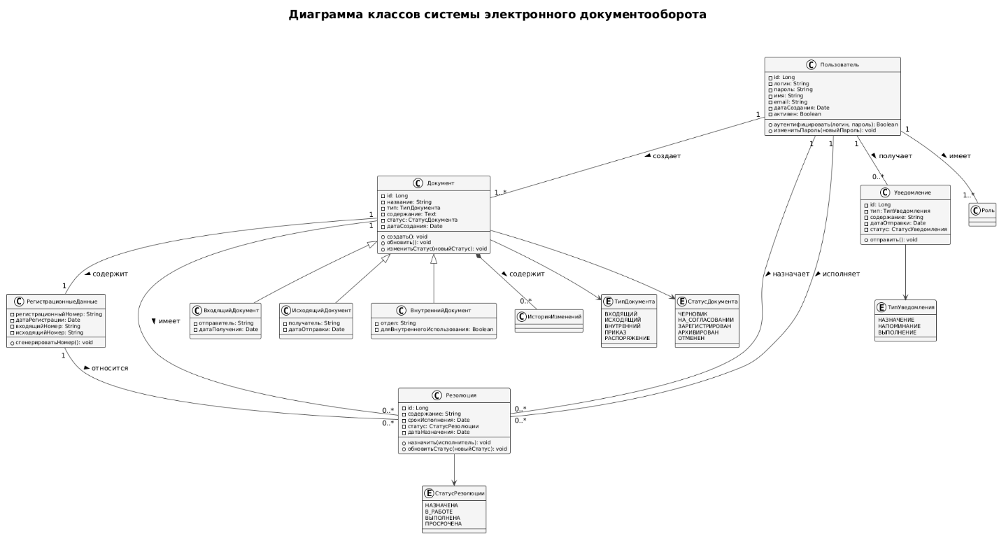 Диаграмма классов системы электронного документооборота
C Пользователь
id: Long
логин: String
пароль: String
имя: String
email: String
датаСоздания: Date
активен: Boolean
аутентифицировать(логин, пароль): Boolean
изменитьПароль(новыйПароль): void
1
1
1
1
1
создает
получает
имеет
1..*
0..*
1..*
C Документ
id: Long
название: String
тип: ТипДокумента
содержание: Text
статус: СтатусДокумента
датаСоздания: Date
создать(): void
обновить(): void
изменитьСтатус(новыйСтатус): void
C Уведомление
id: Long
тип: ТипУведомления
содержание: String
датаОтправки: Date
статус: СтатусУведомления
отправить(): void
C Роль
1
1
содержит
содержит
назначает
исполняет
1
0..*
имеет
C РегистрационныеДанные
регистрационныйНомер: String
датаРегистрации: Date
входящийНомер: String
исходящийНомер: String
сгенерироватьНомер(): void
C ВходящийДокумент
отправитель: String
датаПолучения: Date
C ИсходящийДокумент
получатель: String
датаОтправки: Date
C ВнутреннийДокумент
отдел: String
дляВнутреннегоИспользования: Boolean
C ИсторияИзменений
E ТипДокумента
ВХОДЯЩИЙ
ИСХОДЯЩИЙ
ВНУТРЕННИЙ
ПРИКАЗ
РАСПОРЯЖЕНИЕ
E СтатусДокумента
ЧЕРНОВИК
НА_СОГЛАСОВАНИИ
ЗАРЕГИСТРИРОВАН
АРХИВИРОВАН
ОТМЕНЕН
E ТипУведомления
НАЗНАЧЕНИЕ
НАПОМИНАНИЕ
ВЫПОЛНЕНИЕ
1
относится
0..*
0..*
0..*
0..*
C Резолюция
id: Long
содержание: String
срокИсполнения: Date
статус: СтатусРезолюции
датаНазначения: Date
назначить(исполнитель): void
обновитьСтатус(новыйСтатус): void
E СтатусРезолюции
НАЗНАЧЕНА
В_РАБОТЕ
ВЫПОЛНЕНА
ПРОСРОЧЕНА